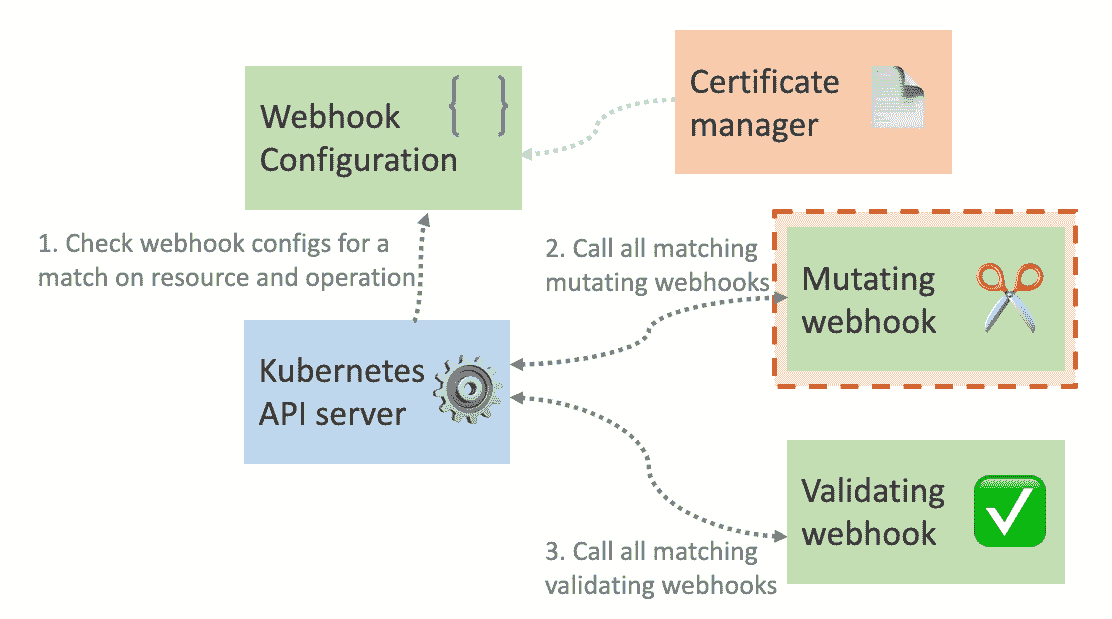 Webhook
Configuration
Certificate
manager
1. Check webhook configs for a
match on resource and operation
2. Call all matching
mutating webhooks
Mutating
webhook
Kubernetes
API server
Validating
webhook
3. Call all matching
validating webhooks